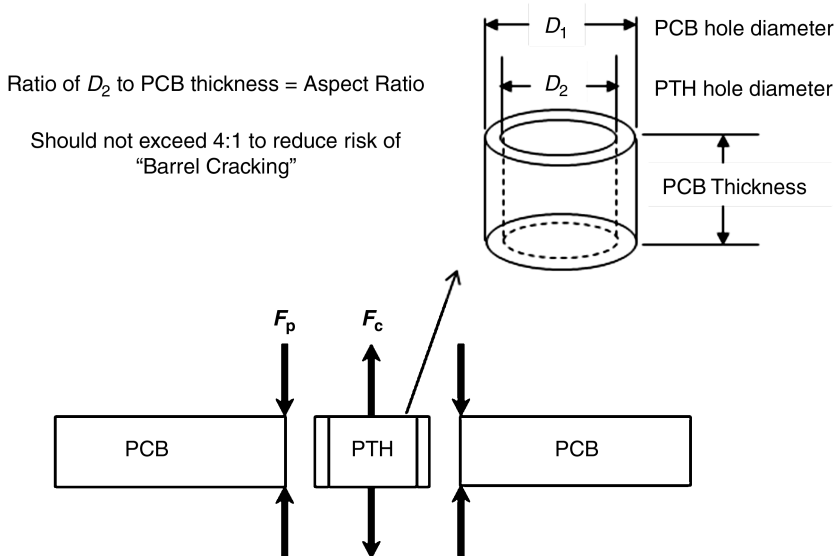 D₁
PCB hole diameter
Ratio of D₂ to PCB thickness = Aspect Ratio
D₂
PTH hole diameter
Should not exceed 4:1 to reduce risk of
“Barrel Cracking”
PCB Thickness
Fp
Fc
PCB
PTH
PCB